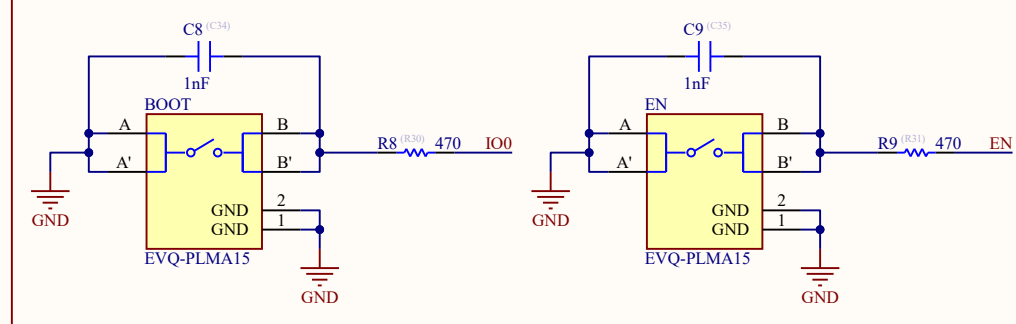 C8 (C34)
1nF
BOOT
A
B
A'
B'
R8 (R30) 470 IO0
GND
2
GND
1
GND
EVQ-PLMA15
GND
C9 (C35)
1nF
EN
A
B
A'
B'
R9 (R31) 470 EN
GND
2
GND
1
GND
EVQ-PLMA15
GND